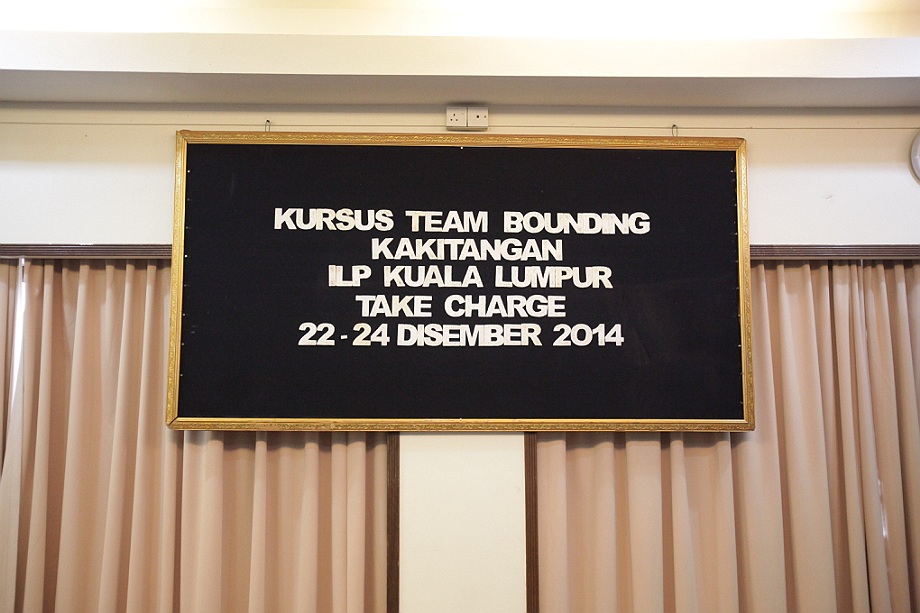 KURSUS TEAM BOUNDING
KAKITANGAN
ILP KUALA LUMPUR
TAKE CHARGE
22 - 24 DISEMBER 2014